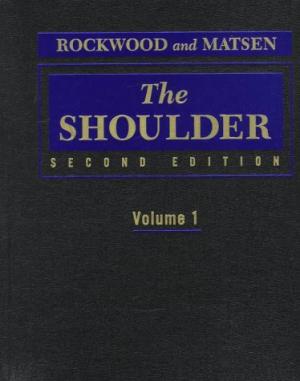 ROCKWOOD and MATSEN
The
SHOULDER
SECOND EDITION
Volume 1